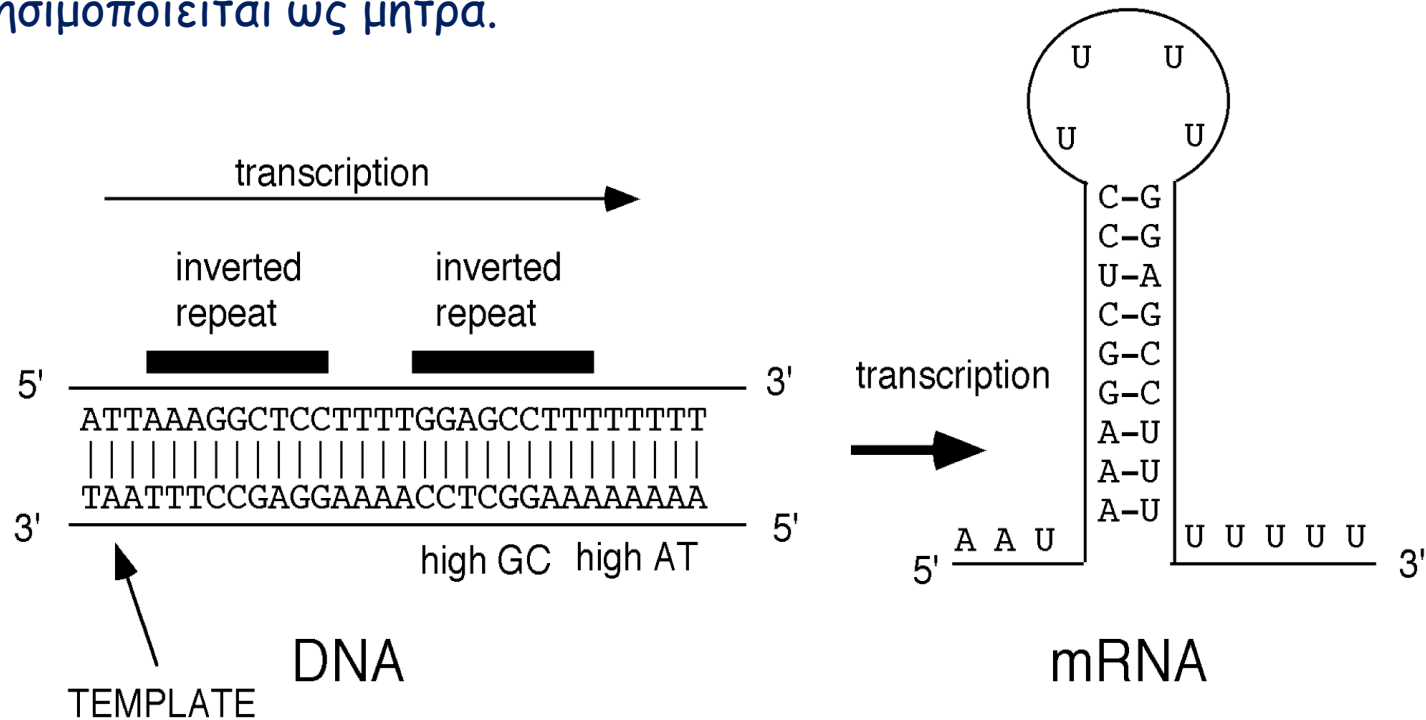 ησιμοποιείται ως μήτρα.
transcription
inverted
repeat
inverted
repeat
5'
3'
ATTAAAGGCTCCTTTTGGAGCCTTTTTTTT
TAATTTCCGAGGAAAACCTCGGAAAAAAAA
3'
5'
high GC
high AT
TEMPLATE
DNA
transcription
U U
U U
C-G
C-G
U-A
C-G
G-C
G-C
A-U
A-U
A-U
5' A A U
U U U U U 3'
mRNA